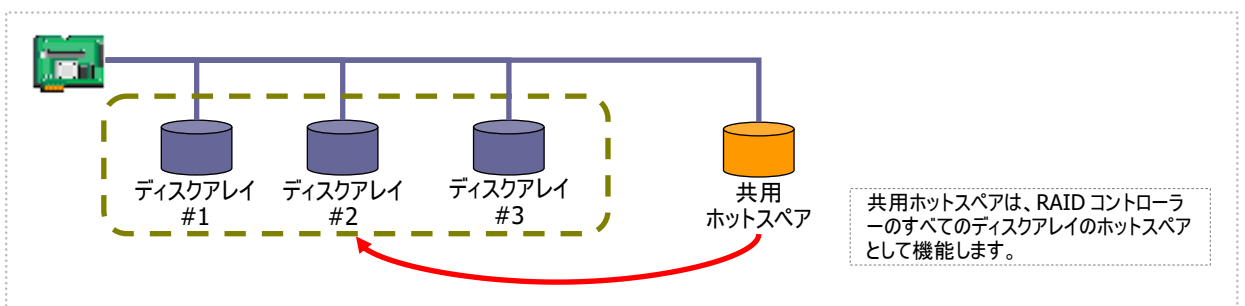 ディスクアレイ
#1
ディスクアレイ
#2
ディスクアレイ
#3
共用
ホットスペア
共用ホットスペアは、RAID コントローラ
ーのすべてのディスクアレイのホットスペア
として機能します。